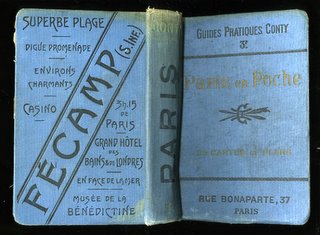 SUPERBE PLAGE
DIGUE PROMENADE
ENVIRONS
CHARMANTS
CASINO
FÉCAMP (S. INF.)
3h.15
DE
PARIS
GRAND HÔTEL
DES
BAINS & DE LONDRES
EN FACE DE LA MER
MUSÉE DE LA
BÉNÉDICTINE
PARIS
GUIDES PRATIQUES CONTY
Paris en Poche
CARTES ET PLANS
RUE BONAPARTE, 37
PARIS